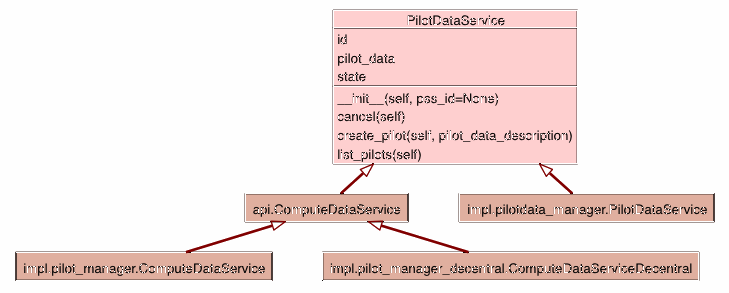 PilotDataService
id
pilot_data
state
__init__(self, pss_id=None)
cancel(self)
create_pilot(self, pilot_data_description)
list_pilots(self)
api.ComputeDataService
impl.pilotdata_manager.PilotDataService
impl.pilot_manager.ComputeDataService
impl.pilot_manager_decentral.ComputeDataServiceDecentral